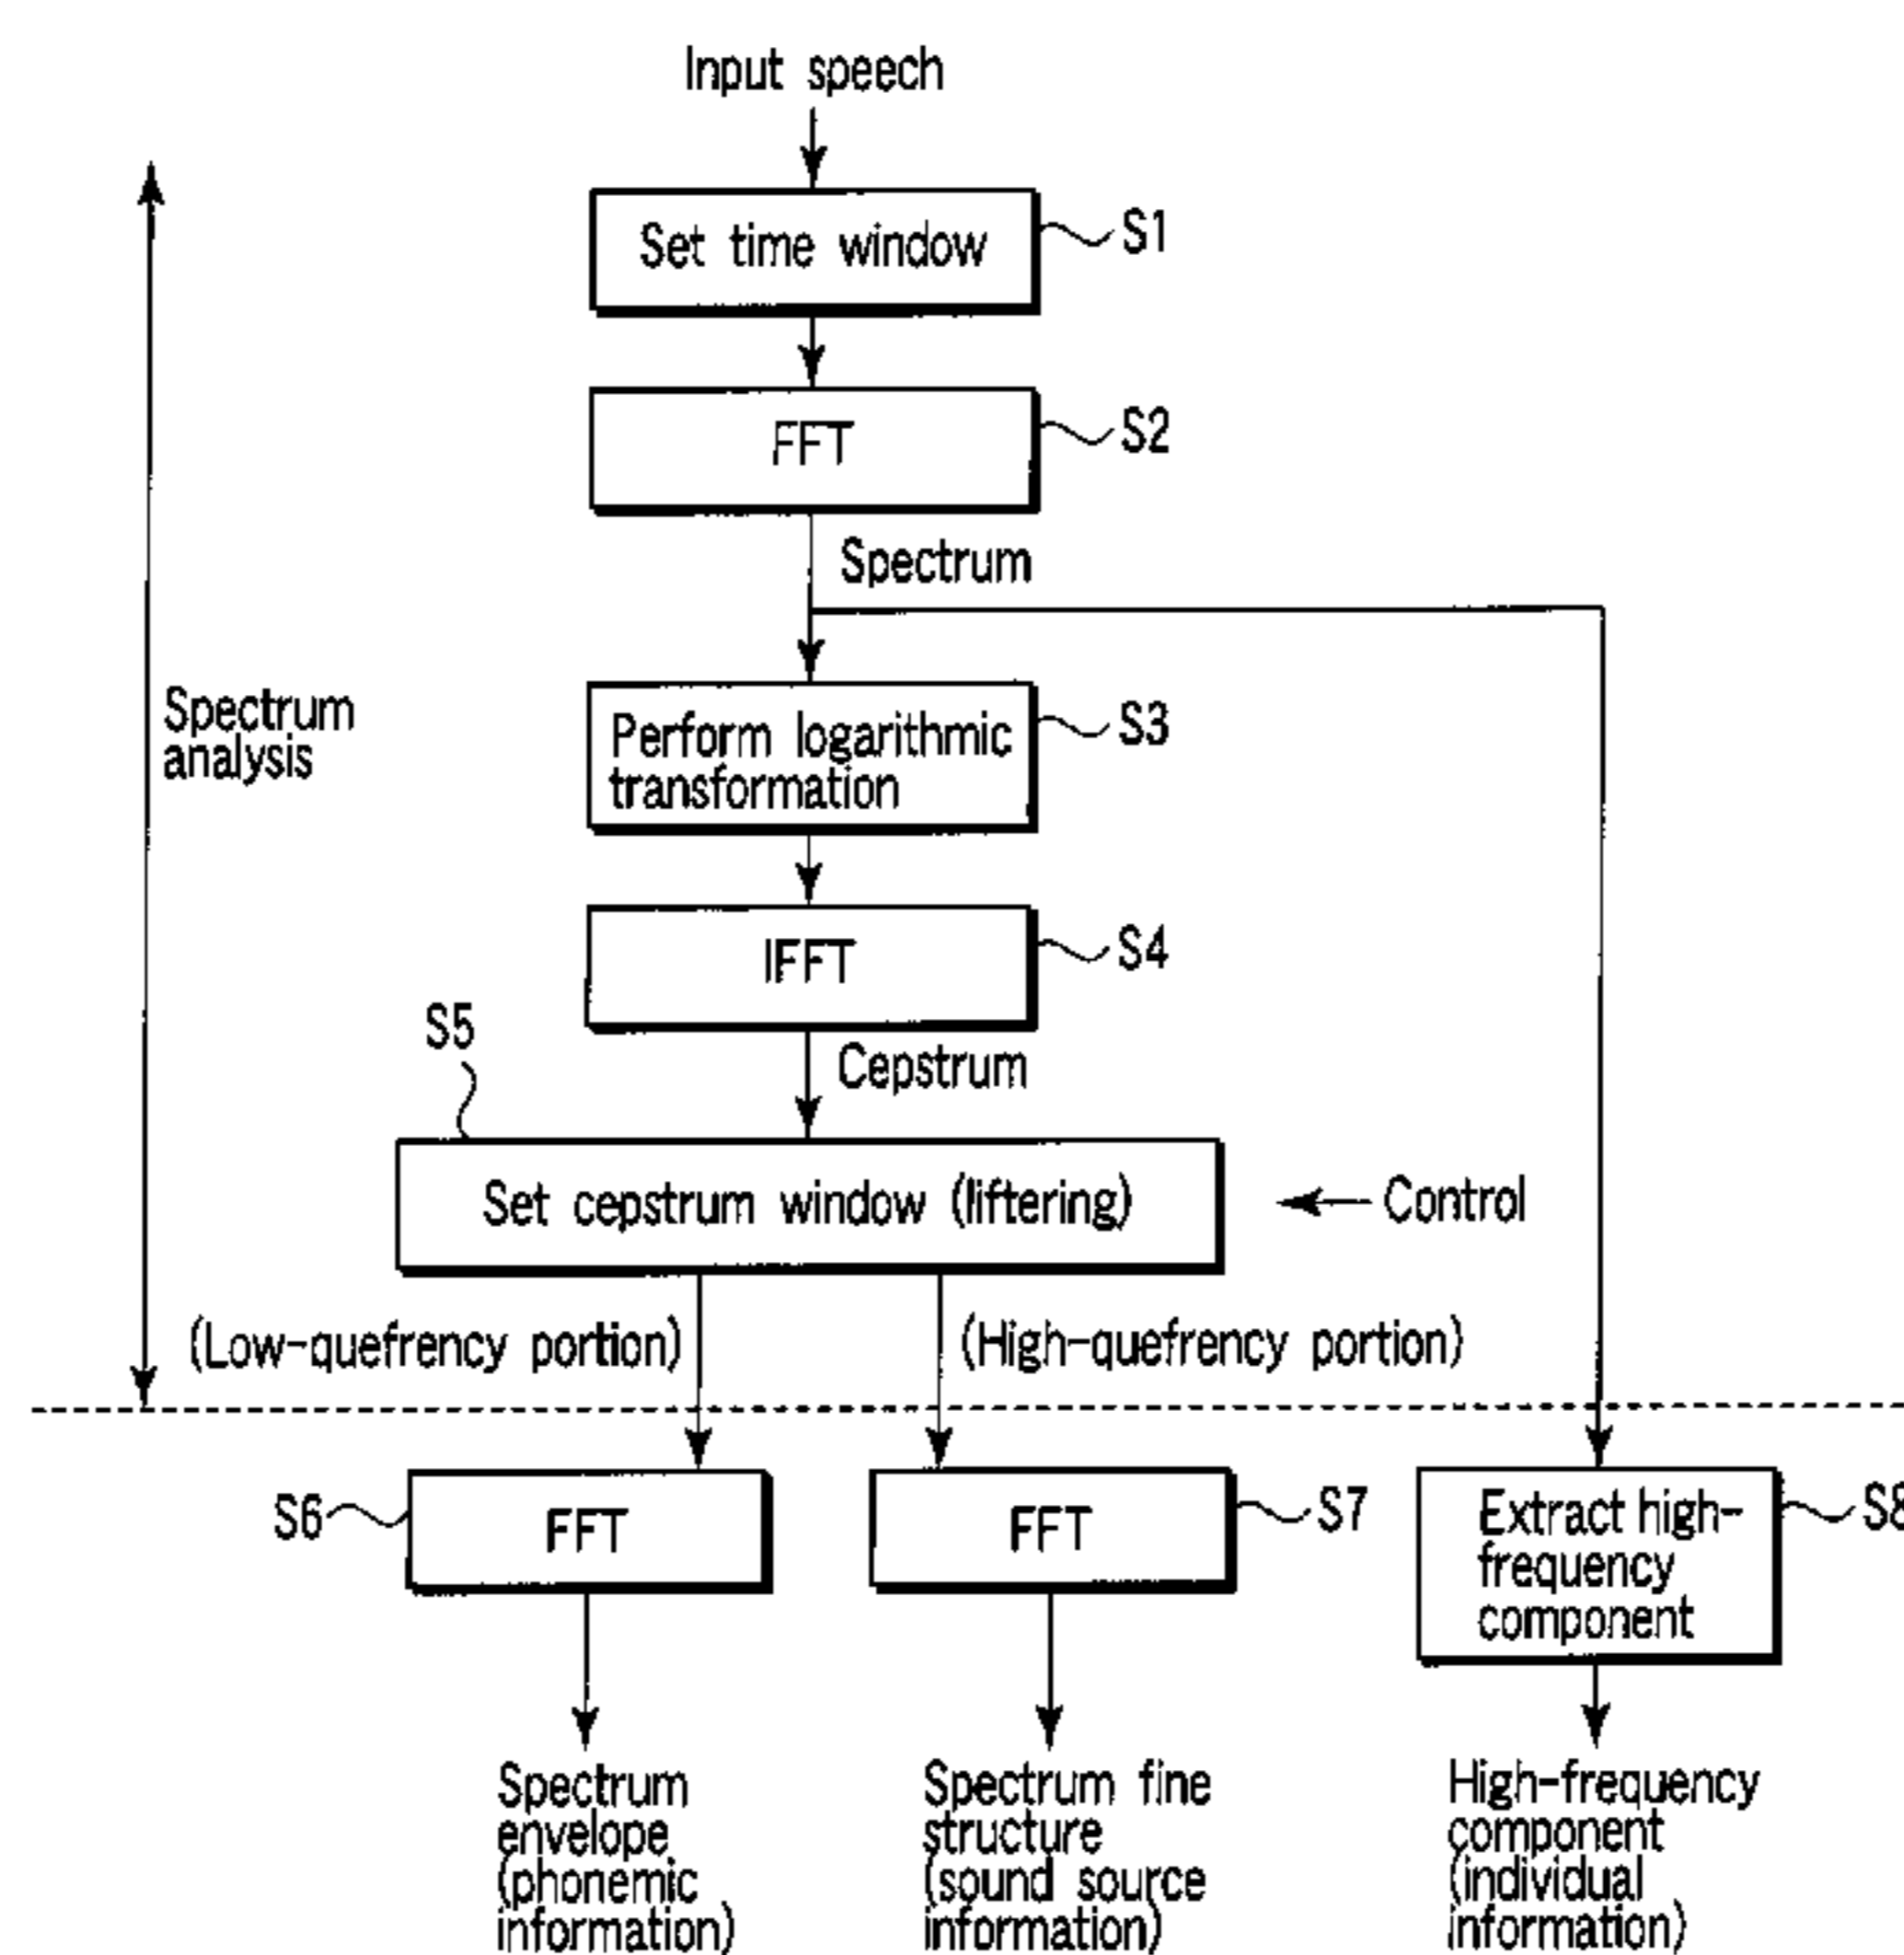 Input speech
Set time window
S1
FFT
S2
Spectrum
Spectrum
analysis
Perform logarithmic
transformation
S3
IFFT
S4
S5
Cepstrum
Set cepstrum window (liftering)
Control
(Low-quefrency portion)
(High-quefrency portion)
S6
FFT
FFT
S7
Extract high-
frequency
component
S8
Spectrum
envelope
(phonemic
information)
Spectrum fine
structure
(sound source
information)
High-frequency
component
(individual
information)